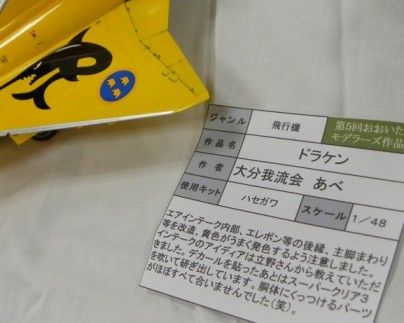 ジャンル 飛行機 第5回おおいた
モデラーズ作品
作品名 ドラケン
作者 大分我流会 あべ
使用キット ハセガワ スケール 1/48
エアインテーク内部、エレボン等の後縁、主脚まわり
等を改造、黄色がうまく発色するよう注意しました。
インテークのアイディアは立野さんから教えていただ
きました。デカールを貼ったあとはスーパークリア3
を吹いて研ぎ出しています。胴体にくっつけるパーツ
がほぼすべて合いませんでした(笑)。